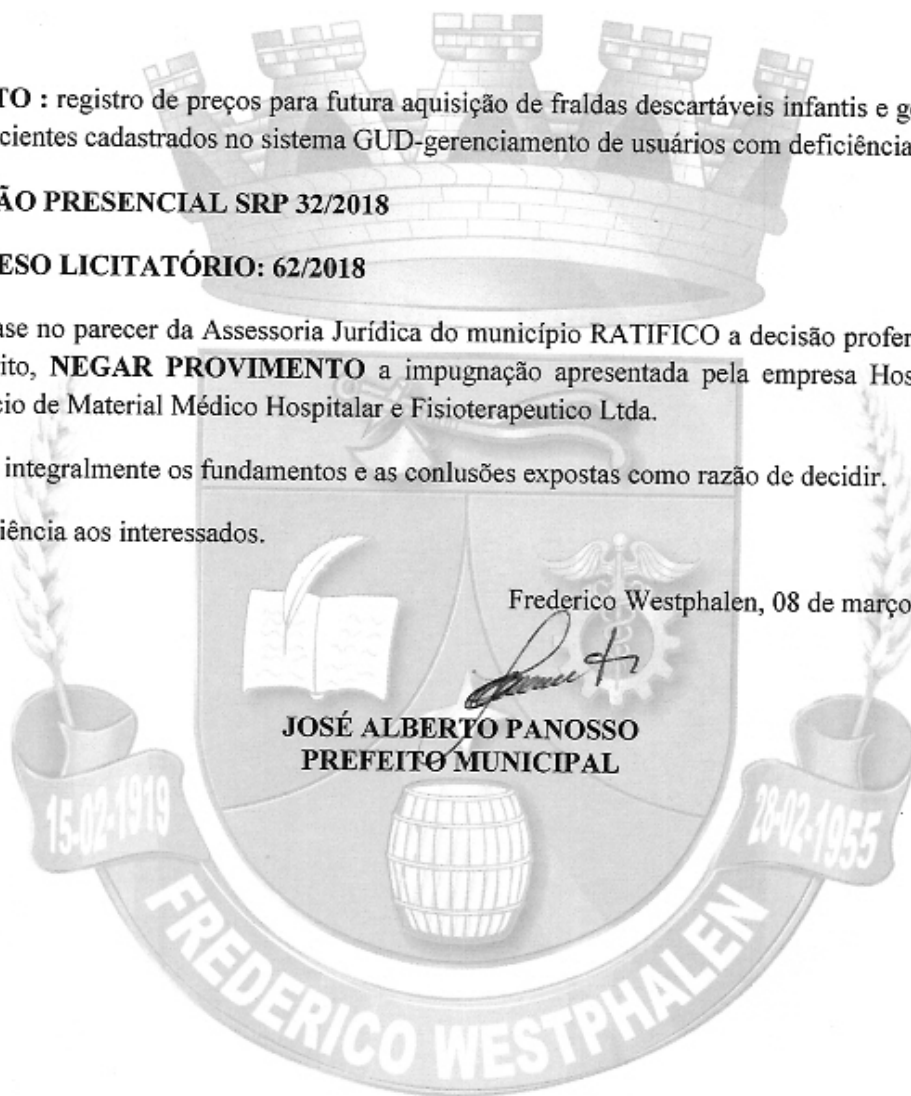 TO : registro de preços para futura aquisição de fraldas descartáveis infantis e g
cientes cadastrados no sistema GUD-gerenciamento de usuários com deficiência
ÃO PRESENCIAL SRP 32/2018
ESO LICITATÓRIO: 62/2018
ase no parecer da Assessoria Jurídica do município RATIFICO a decisão profer
ito, NEGAR PROVIMENTO a impugnação apresentada pela empresa Hos
cio de Material Médico Hospitalar e Fisioterapeutico Ltda.
integralmente os fundamentos e as conlusões expostas como razão de decidir.
iência aos interessados.
Frederico Westphalen, 08 de março
JOSÉ ALBERTO PANOSSO
PREFEITO MUNICIPAL
15-02-1919
28-02-1955
FREDERICO WESTPHALEN